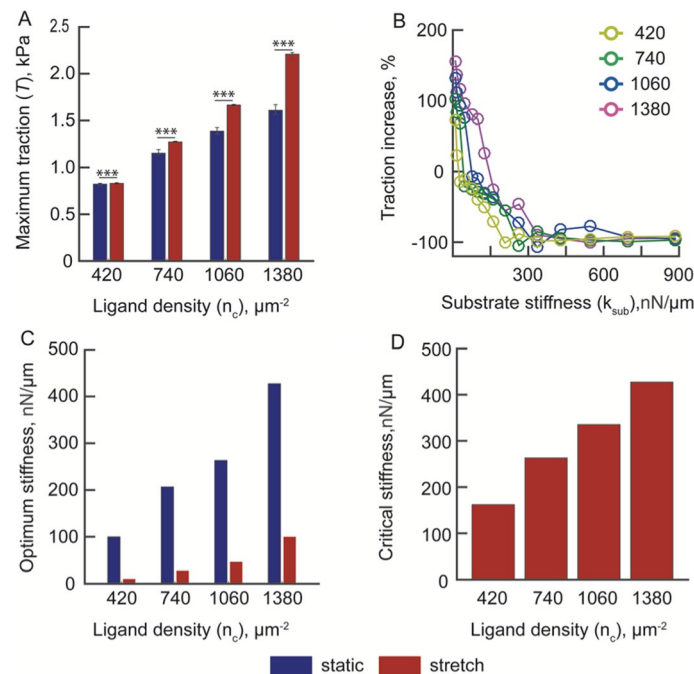 A
Maximum traction (T), kPa
2.5
2.0
1.5
1.0
0.5
0
***
***
***
***
420 740 1060 1380
Ligand density (nc), µm-2
B
Traction increase, %
200
100
0
-100
420
740
1060
1380
300 600 900
Substrate stiffness (ksub),nN/µm
C
Optimum stiffness, nN/µm
500
400
300
200
100
0
420 740 1060 1380
Ligand density (nc), µm-2
D
Critical stiffness,nN/µm
500
400
300
200
100
0
420 740 1060 1380
Ligand density (nc), µm-2
static stretch